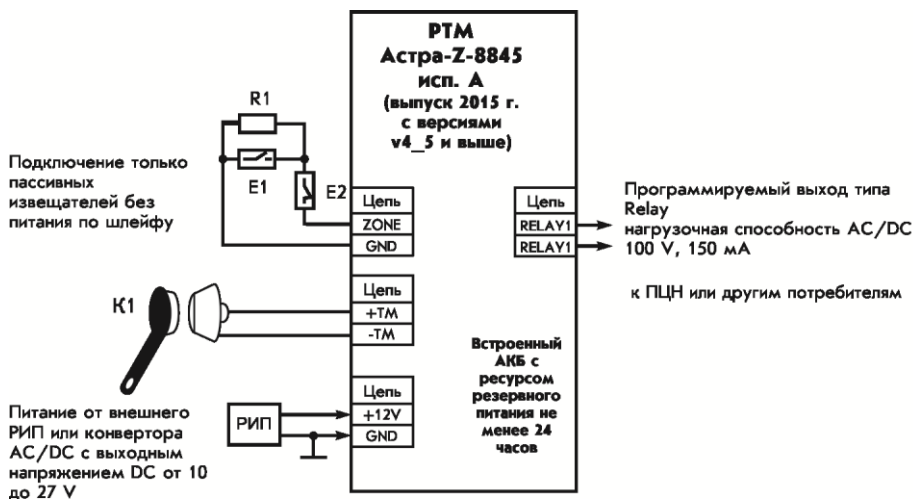 РТМ
Астра-Z-8845
исп. А
(выпуск 2015 г.
с версиями
v4_5 и выше)
R1
E1
E2
Подключение только
пассивных
извещателей без
питания по шлейфу
Цепь
ZONE
GND
Цепь
RELAY1
RELAY1
Программируемый выход типа
Relay
нагрузочная способность AC/DC
100 V, 150 мА
к ПЦН или другим потребителям
К1
Цепь
+TM
-TM
Встроенный
АКБ с
ресурсом
резервного
питания не
менее 24
часов
Цепь
+12V
GND
РИП
Питание от внешнего
РИП или конвертора
AC/DC с выходным
напряжением DC от 10
до 27 V